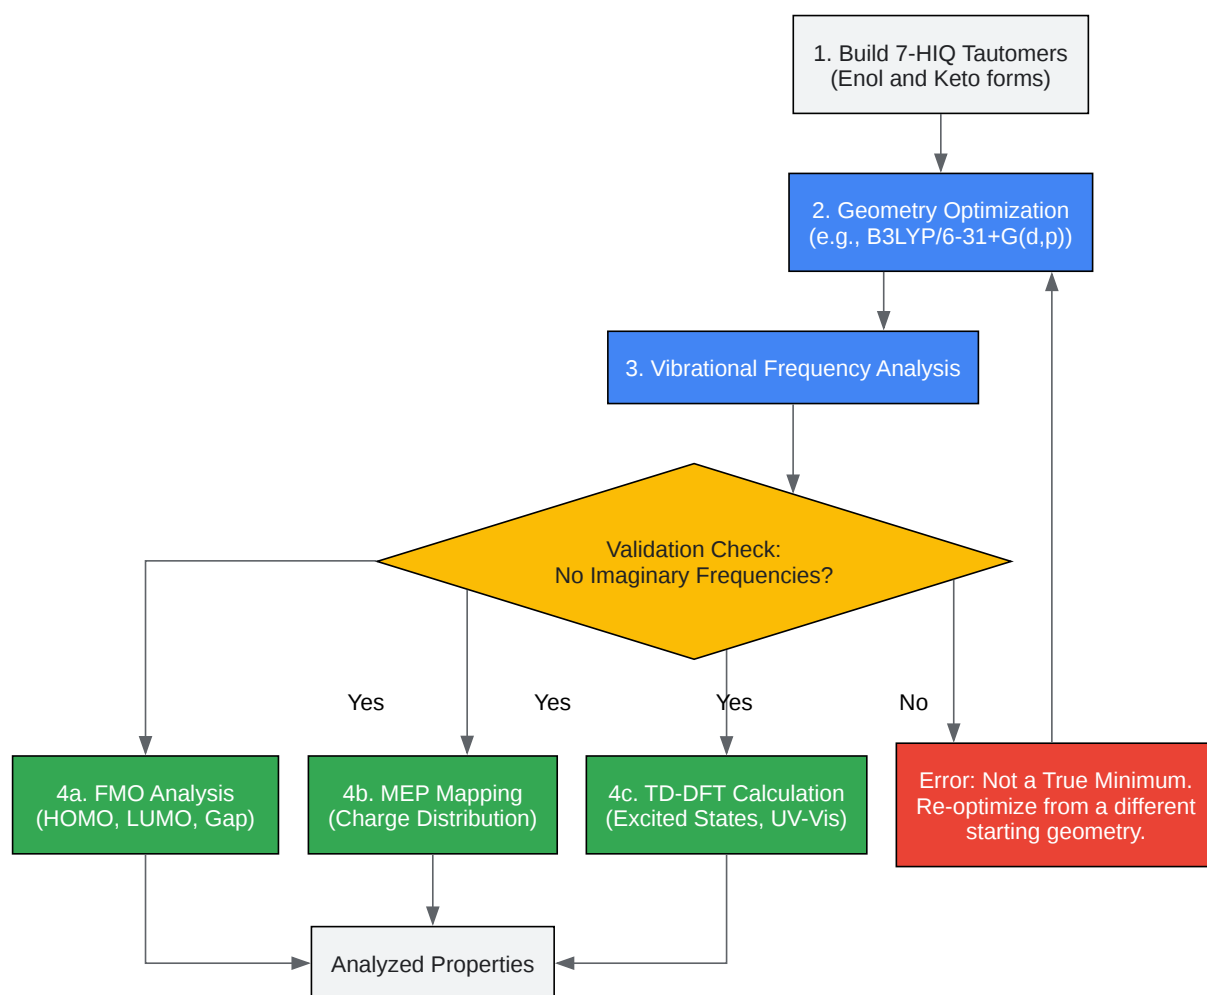 1. Build 7-HIQ Tautomers
(Enol and Keto forms)
2. Geometry Optimization
(e.g., B3LYP/6-31+G(d,p))
3. Vibrational Frequency Analysis
Validation Check:
No Imaginary Frequencies?
Yes
Yes
Yes
No
4a. FMO Analysis
(HOMO, LUMO, Gap)
4b. MEP Mapping
(Charge Distribution)
4c. TD-DFT Calculation
(Excited States, UV-Vis)
Error: Not a True Minimum.
Re-optimize from a different
starting geometry.
Analyzed Properties